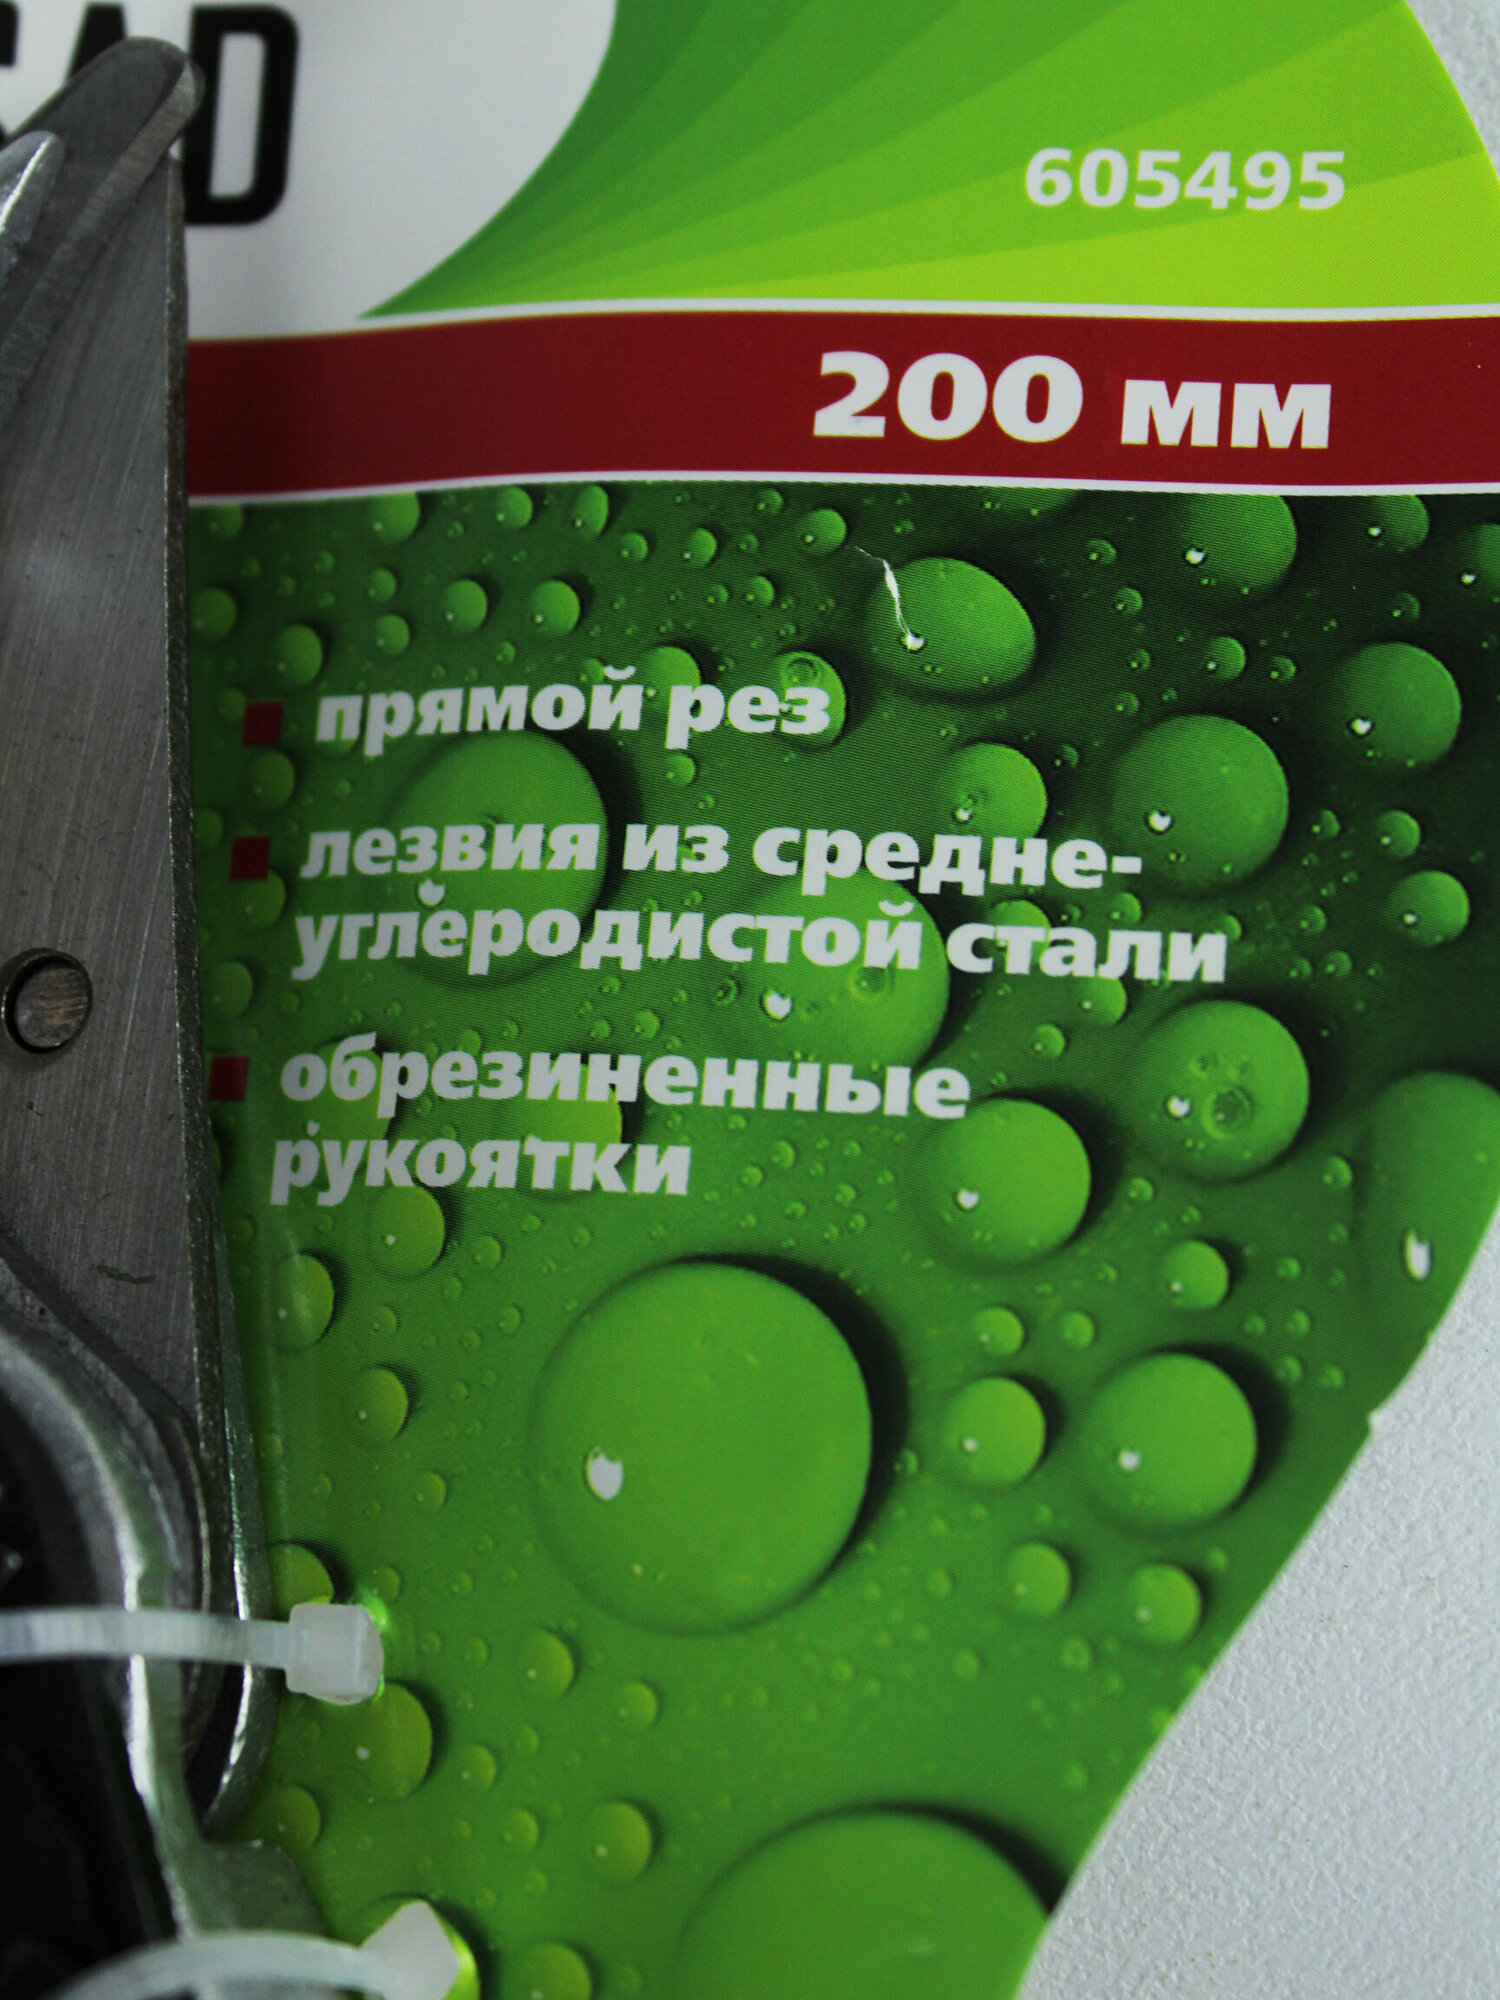 605495
200 мм
прямой рез
лезвия из средне-
углеродистой стали
обрезиненные
рукоятки